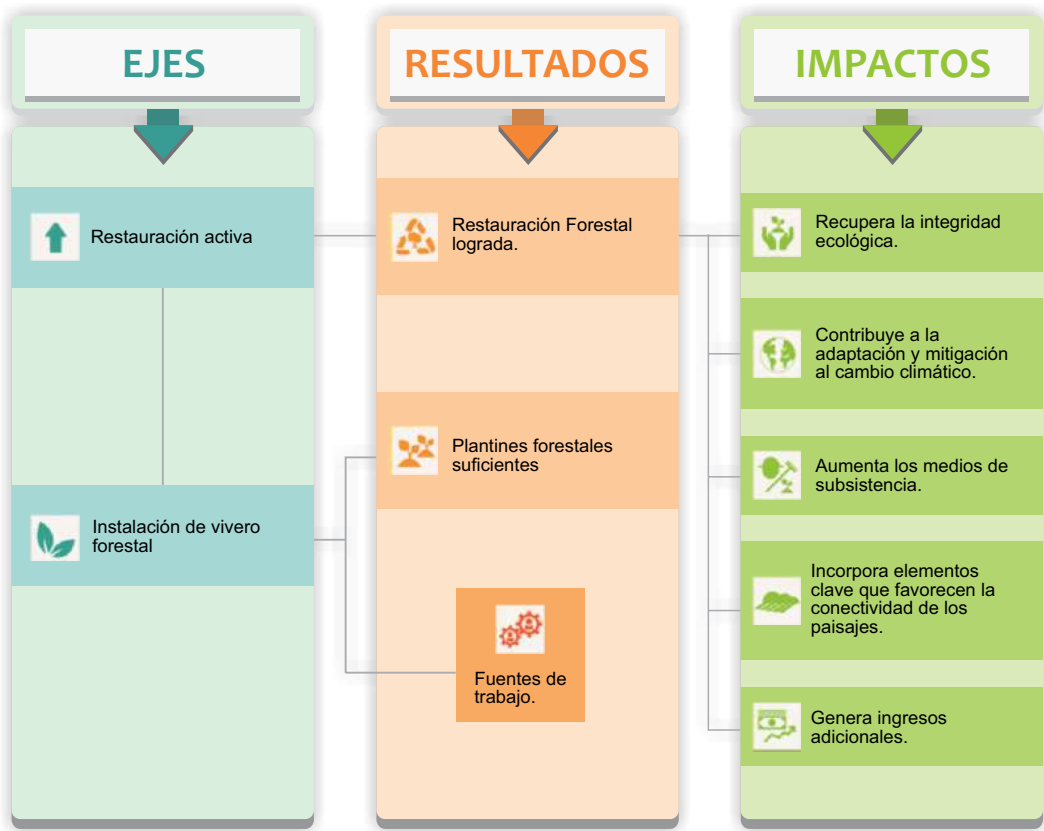 EJES
Restauración activa
Instalación de vivero
forestal
RESULTADOS
Restauración Forestal
lograda.
Plantines forestales
suficientes
Fuentes de
trabajo.
IMPACTOS
Recupera la integridad
ecológica.
Contribuye a la
adaptación y mitigación
al cambio climático.
Aumenta los medios de
subsistencia.
Incorpora elementos
clave que favorecen la
conectividad de los
paisajes.
Genera ingresos
adicionales.